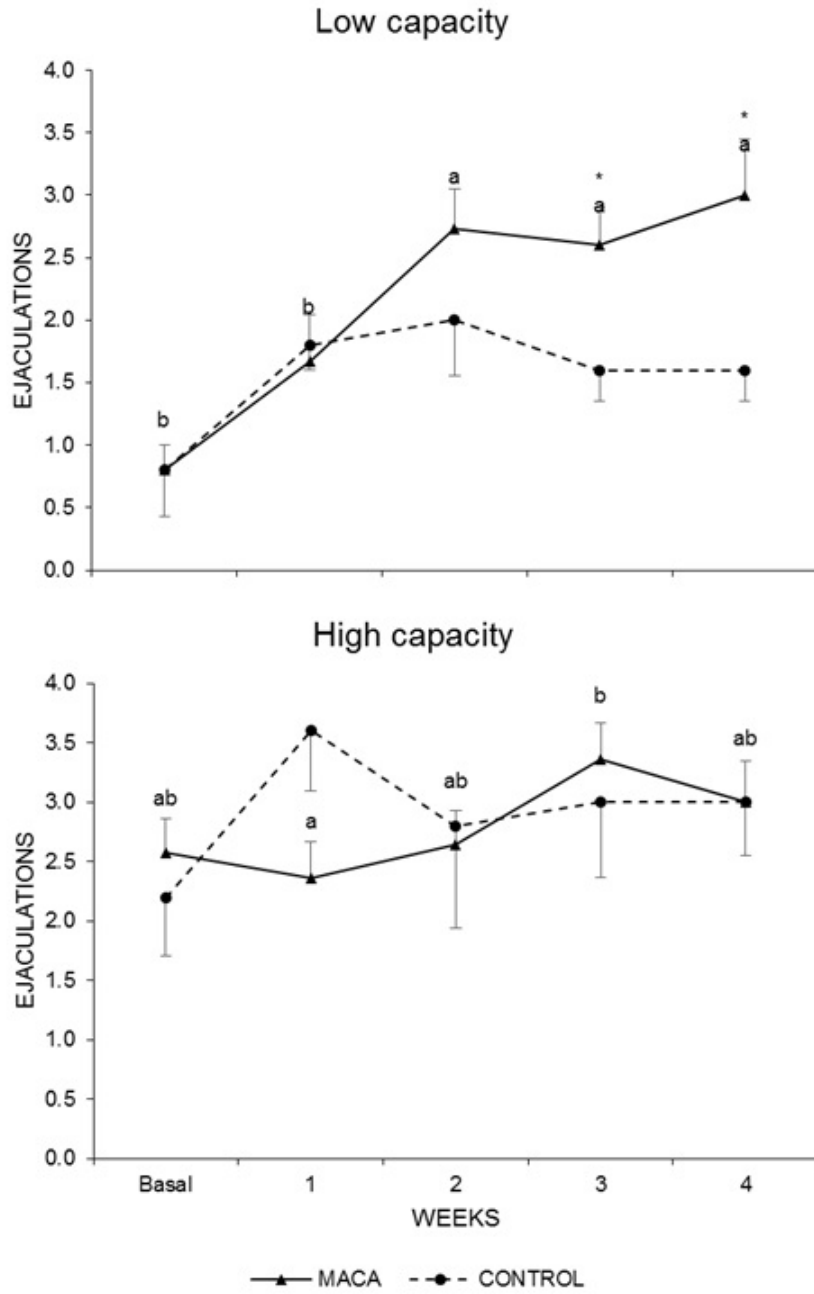 Low capacity
4.0
3.5
3.0
2.5
2.0
1.5
1.0
0.5
0.0
EJACULATIONS
b
b
a
*
a
*
a
High capacity
4.0
3.5
3.0
2.5
2.0
1.5
1.0
0.5
0.0
EJACULATIONS
ab
a
ab
b
ab
Basal 1 2 3 4
WEEKS
MACA CONTROL